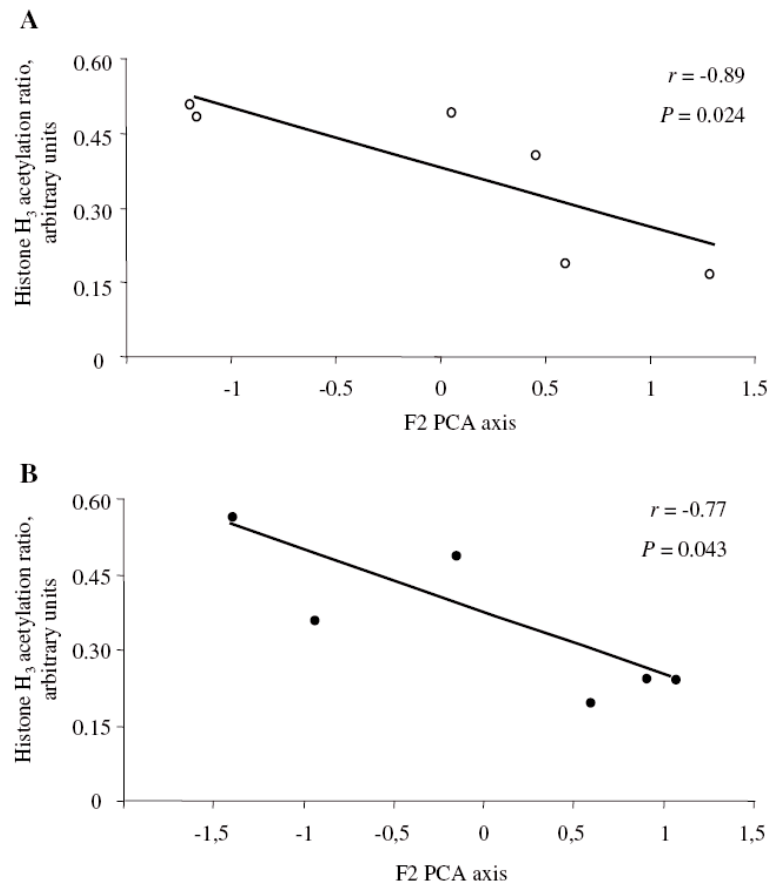 A
Histone H3 acetylation ratio,
arbitrary units
0.60
0.45
0.30
0.15
0
r = -0.89
P = 0.024
-1
-0.5
0
0.5
1
1.5
F2 PCA axis
B
Histone H3 acetylation ratio,
arbitrary units
0.60
0.45
0.30
0.15
0
r = -0.77
P = 0.043
-1,5
-1
-0,5
0
0,5
1
1.5
F2 PCA axis